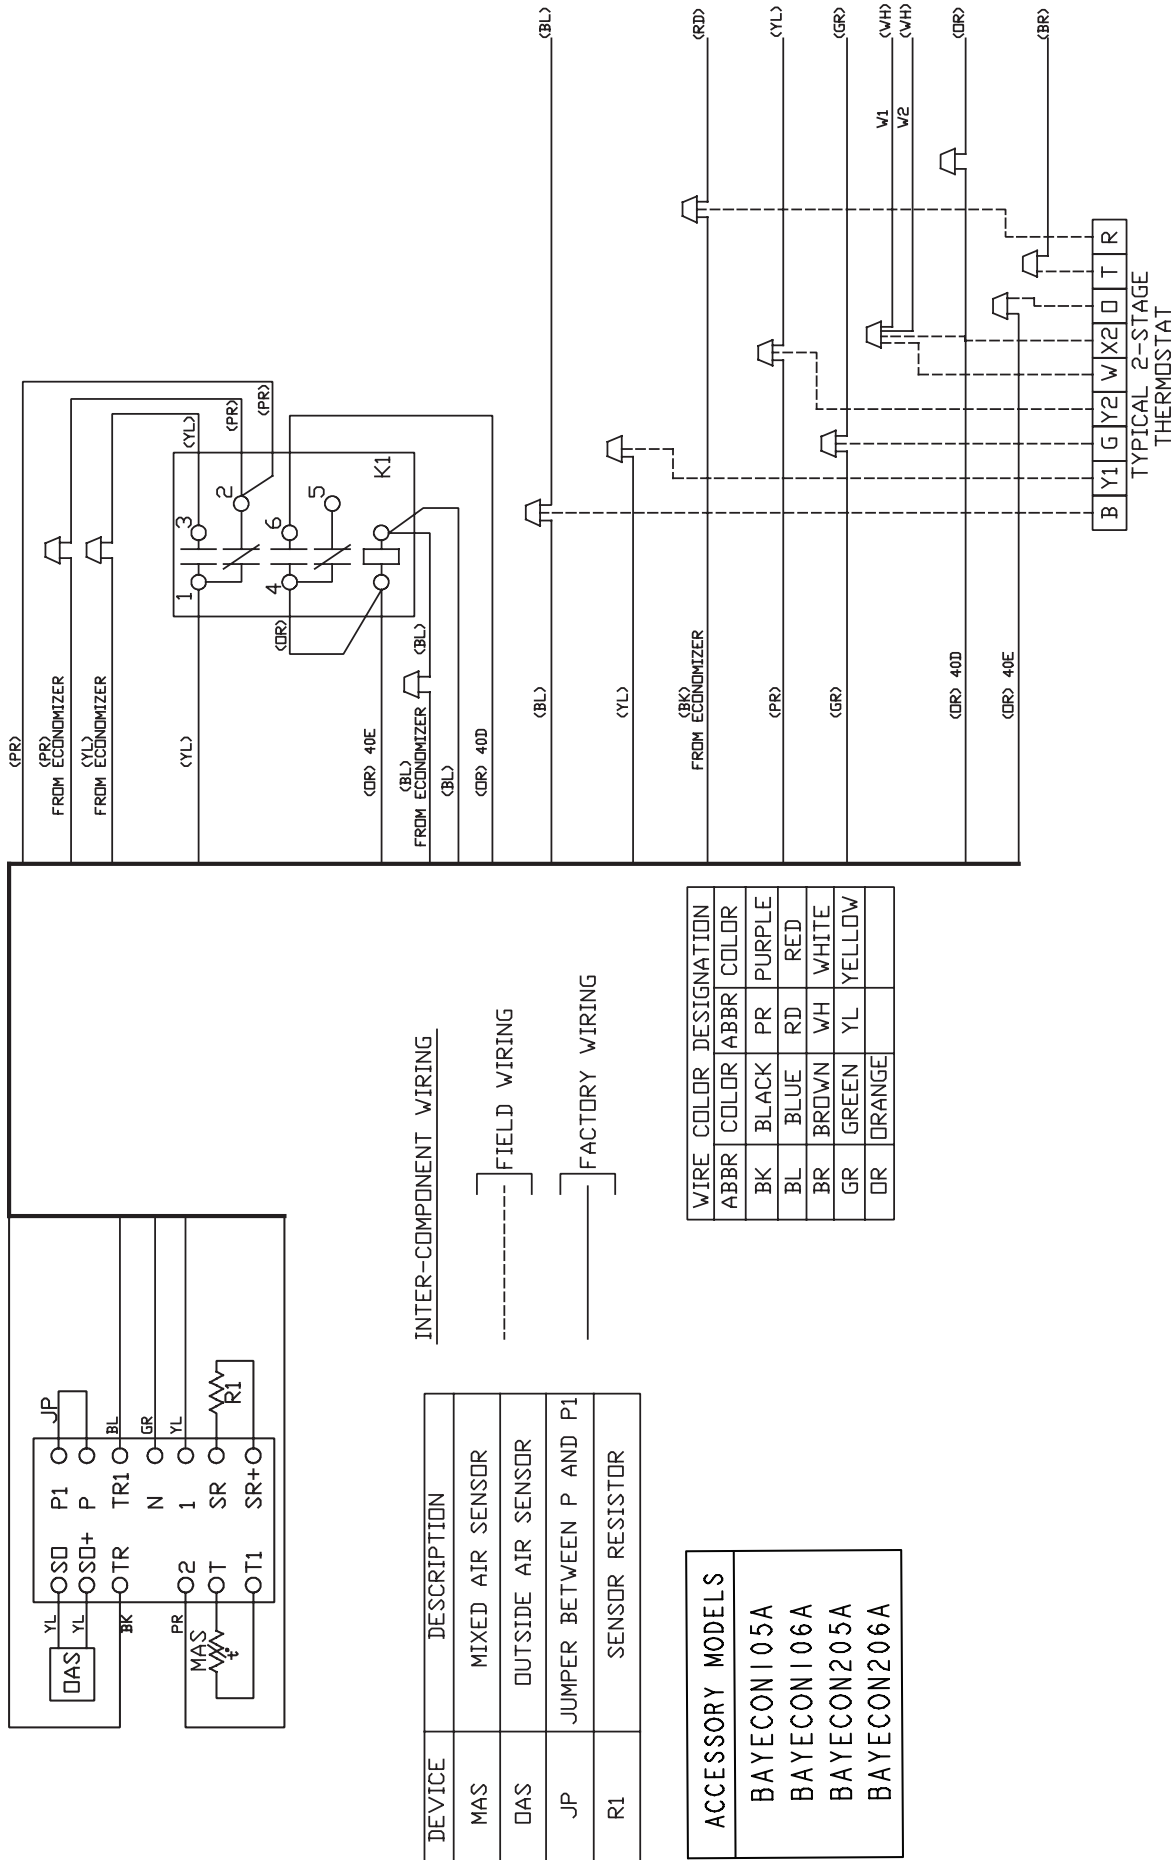 (BL)
(RD)
(YL)
(GR)
(WH)
(WH)
(OR)
(BR)
W1
W2
(PR)
(PR)
FROM ECONOMIZER
(YL)
FROM ECONOMIZER
(YL)
(OR) 40E
(BL)
FROM ECONOMIZER
(BL)
(OR) 40D
(BL)
(YL)
(BK)
FROM ECONOMIZER
(PR)
(GR)
(OR) 40D
(OR) 40E
(YL)
(PR)
(PR)
(OR)
(BL)
1
3
2
4
6
5
K1
B
Y1
G
Y2
W
X2
O
T
R
TYPICAL 2-STAGE
THERMOSTAT
JP
BL
GR
YL
R1
P1
P
TR1
N
1
SR
SR+
SO
SO+
TR
2
T
T1
YL
YL
BK
PR
OAS
MAS
t
INTER-COMPONENT WIRING
FIELD WIRING
FACTORY WIRING
WIRE COLOR DESIGNATION
ABBR COLOR ABBR COLOR
BK BLACK PR PURPLE
BL BLUE RD RED
BR BROWN WH WHITE
GR GREEN YL YELLOW
OR ORANGE
DEVICE DESCRIPTION
MAS MIXED AIR SENSOR
OAS OUTSIDE AIR SENSOR
JP JUMPER BETWEEN P AND P1
R1 SENSOR RESISTOR
ACCESSORY MODELS
BAYECON105A
BAYECON106A
BAYECON205A
BAYECON206A